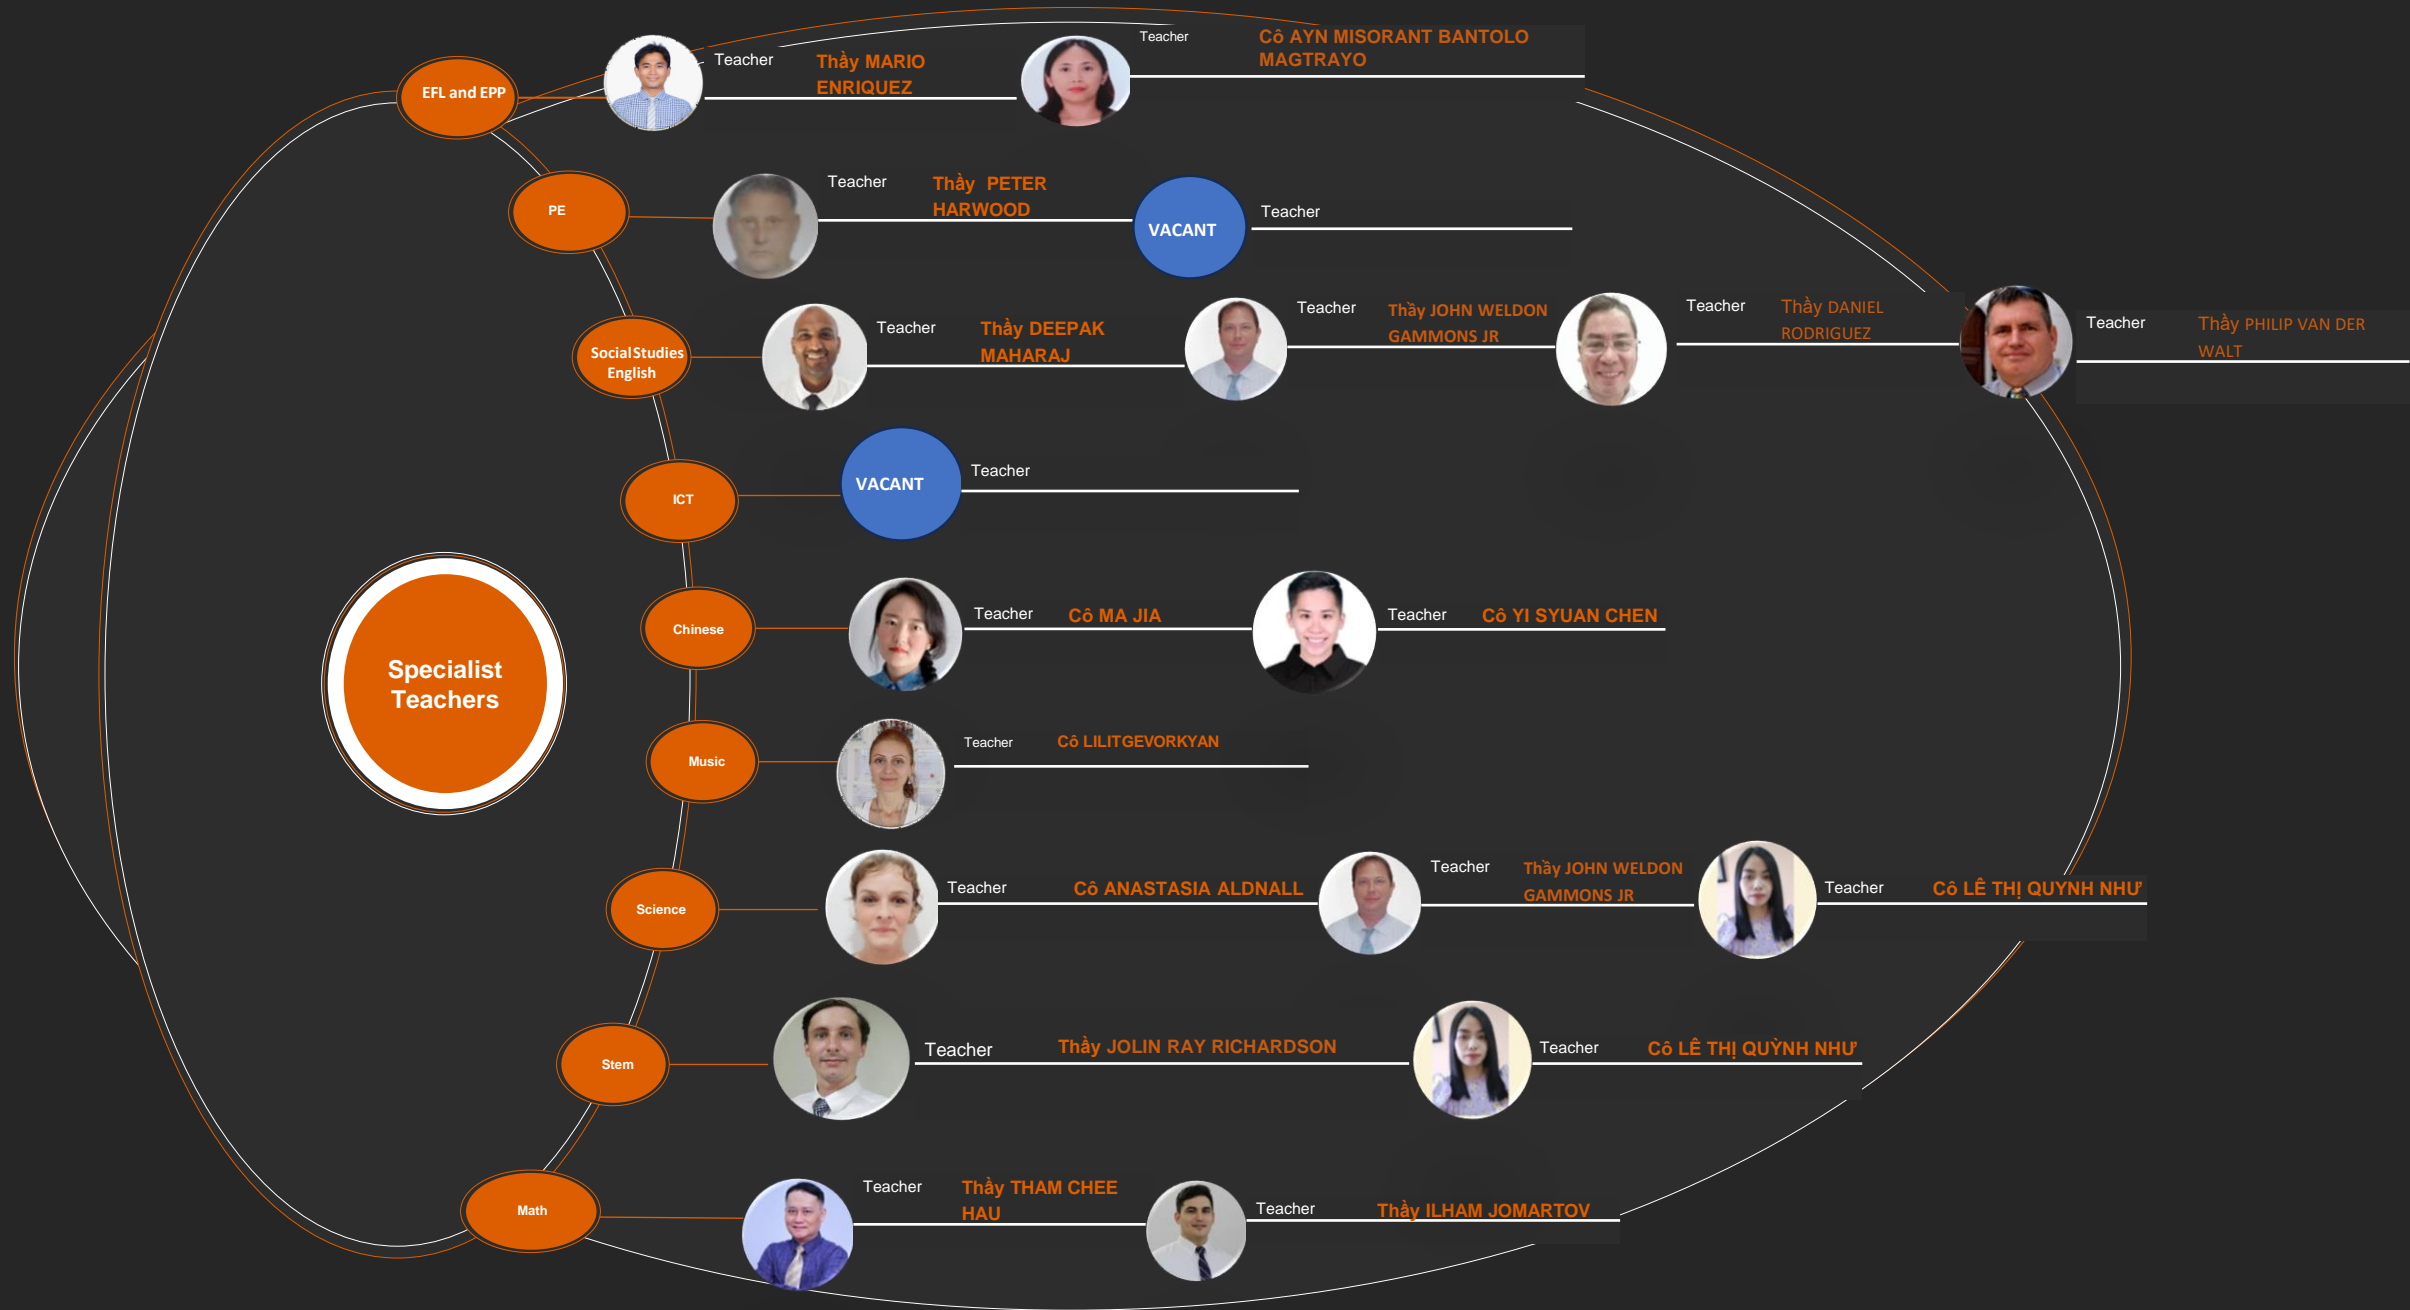 EFL and EPP
Teacher
Thầy MARIO
ENRIQUEZ
Teacher
Cô AYN MISORANT BANTOLO
MAGTRAYO
PE
Teacher
Thầy PETER
HARWOOD
VACANT
Teacher
Social Studies
English
Teacher
Thầy DEEPAK
MAHARAJ
Teacher
Thầy JOHN WELDON
GAMMONS JR
Teacher
Thầy DANIEL
RODRIGUEZ
Teacher
Thầy PHILIP VAN DER
WALT
ICT
VACANT
Teacher
Chinese
Teacher
Cô MA JIA
Teacher
Cô YI SYUAN CHEN
Specialist
Teachers
Music
Teacher
Cô LILITGEVORKYAN
Science
Teacher
Cô ANASTASIA ALDNALL
Teacher
Thầy JOHN WELDON
GAMMONS JR
Teacher
Cô LÊ THỊ QUYNH NHƯ
Stem
Teacher
Thầy JOLIN RAY RICHARDSON
Teacher
Cô LÊ THỊ QUỲNH NHƯ
Math
Teacher
Thầy THAM CHEE
HAU
Teacher
Thầy ILHAM JOMARTOV